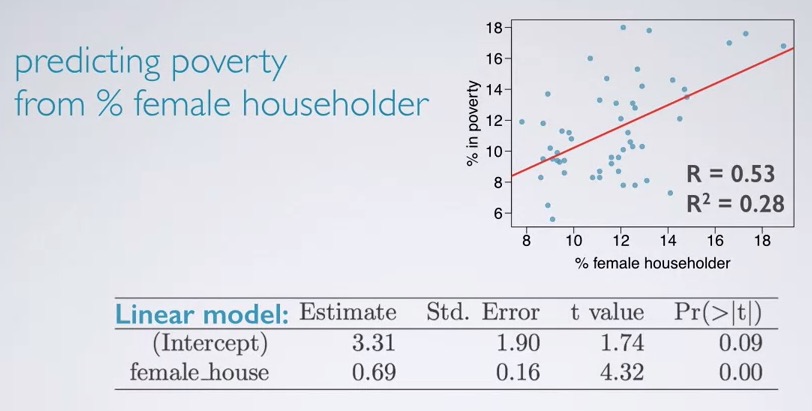 predicting poverty
from % female householder
% in poverty
18
16
14
12
10
8
6
R = 0.53
R² = 0.28
8 10 12 14 16 18
% female householder
Linear model: Estimate Std. Error t value Pr(>|t|)
(Intercept) 3.31 1.90 1.74 0.09
female_house 0.69 0.16 4.32 0.00